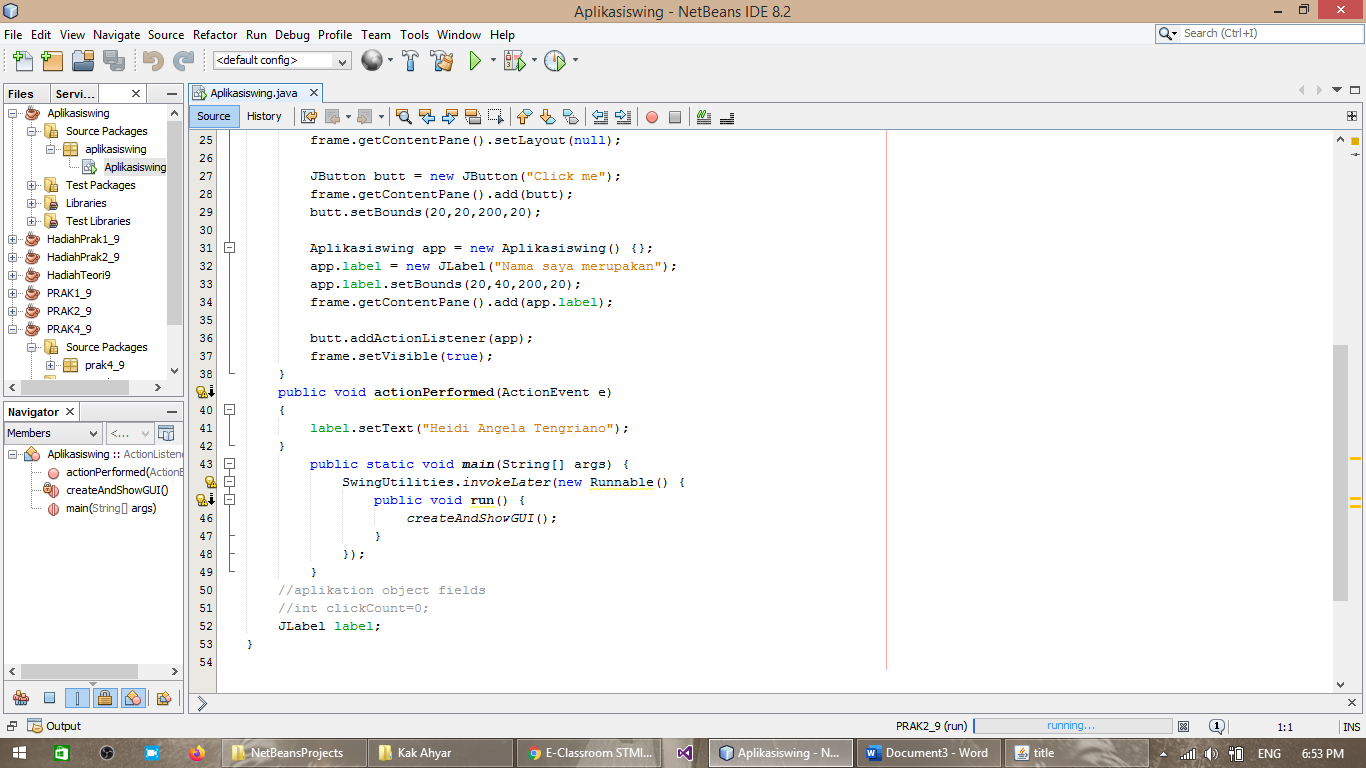 Aplikasiswing - NetBeans IDE 8.2
File Edit View Navigate Source Refactor Run Debug Profile Team Tools Window Help
Search (Ctrl+I)
<default config>
Files Servi...
Aplikasiswing.java
Aplikasiswing
Source Packages
aplikasiswing
Aplikasiswing
Test Packages
Libraries
Test Libraries
HadiahPrak1_9
HadiahPrak2_9
HadiahTeori9
PRAK1_9
PRAK2_9
PRAK4_9
Source Packages
prak4_9
Navigator
Members
<...
Aplikasiswing :: ActionListene
actionPerformed(ActionE
createAndShowGUI()
main(String[] args)
Source History
25 frame.getContentPane().setLayout(null);
26
27 JButton butt = new JButton("Click me");
28 frame.getContentPane().add(butt);
29 butt.setBounds(20,20,200,20);
30
31 Aplikasiswing app = new Aplikasiswing() {};
32 app.label = new JLabel("Nama saya merupakan");
33 app.label.setBounds(20,40,200,20);
34 frame.getContentPane().add(app.label);
35
36 butt.addActionListener(app);
37 frame.setVisible(true);
38 }
public void actionPerformed(ActionEvent e)
40 {
41 label.setText("Heidi Angela Tengriano");
42 }
43 public static void main(String[] args) {
SwingUtilities.invokeLater(new Runnable() {
public void run() {
46 createAndShowGUI();
47 }
48 });
49 }
50 //aplikation object fields
51 //int clickCount=0;
52 JLabel label;
53 }
54
Output
PRAK2_9 (run) running... 1 1:1 INS
NetBeansProjects
Kak Ahyar
E-Classroom STMI...
Aplikasiswing - N...
Document3 - Word
title
ENG
6:53 PM